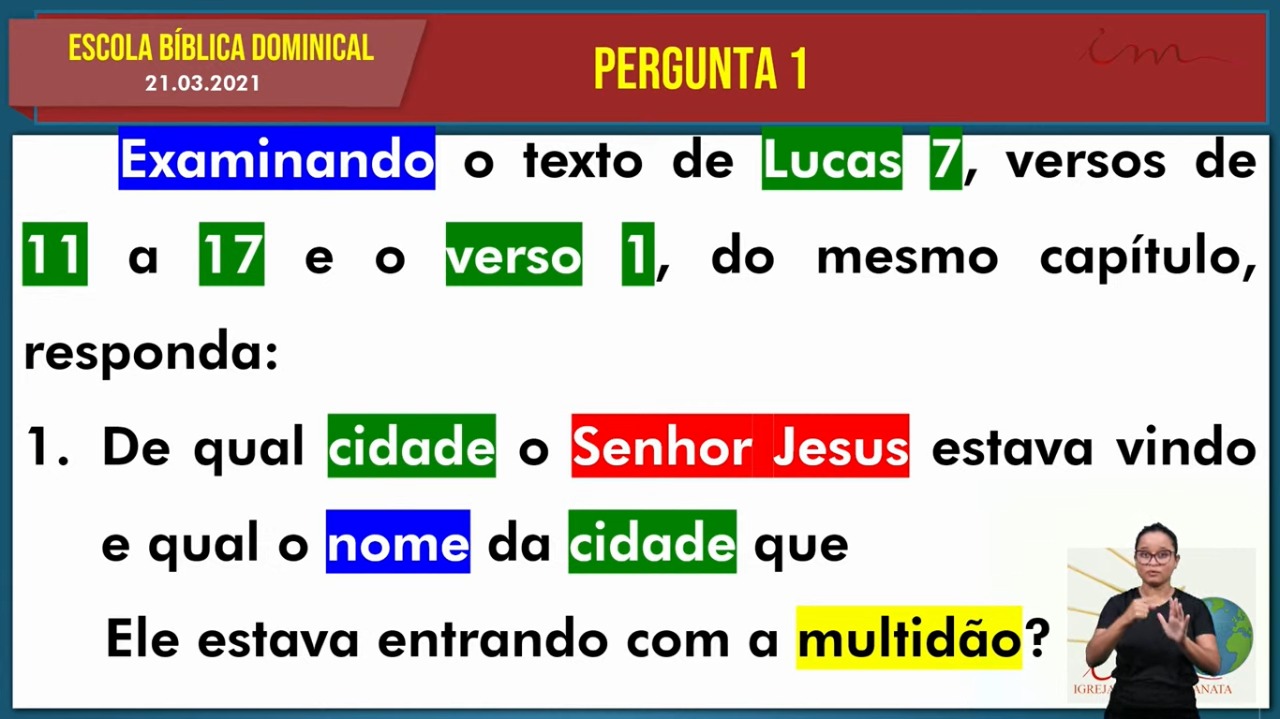 ESCOLA BÍBLICA DOMINICAL
21.03.2021
PERGUNTA 1
im
Examinando o texto de Lucas 7, versos de
11 a 17 e o verso 1, do mesmo capítulo,
responda:
1. De qual cidade o Senhor Jesus estava vindo
e qual o nome da cidade que
Ele estava entrando com a multidão?
IGREJA